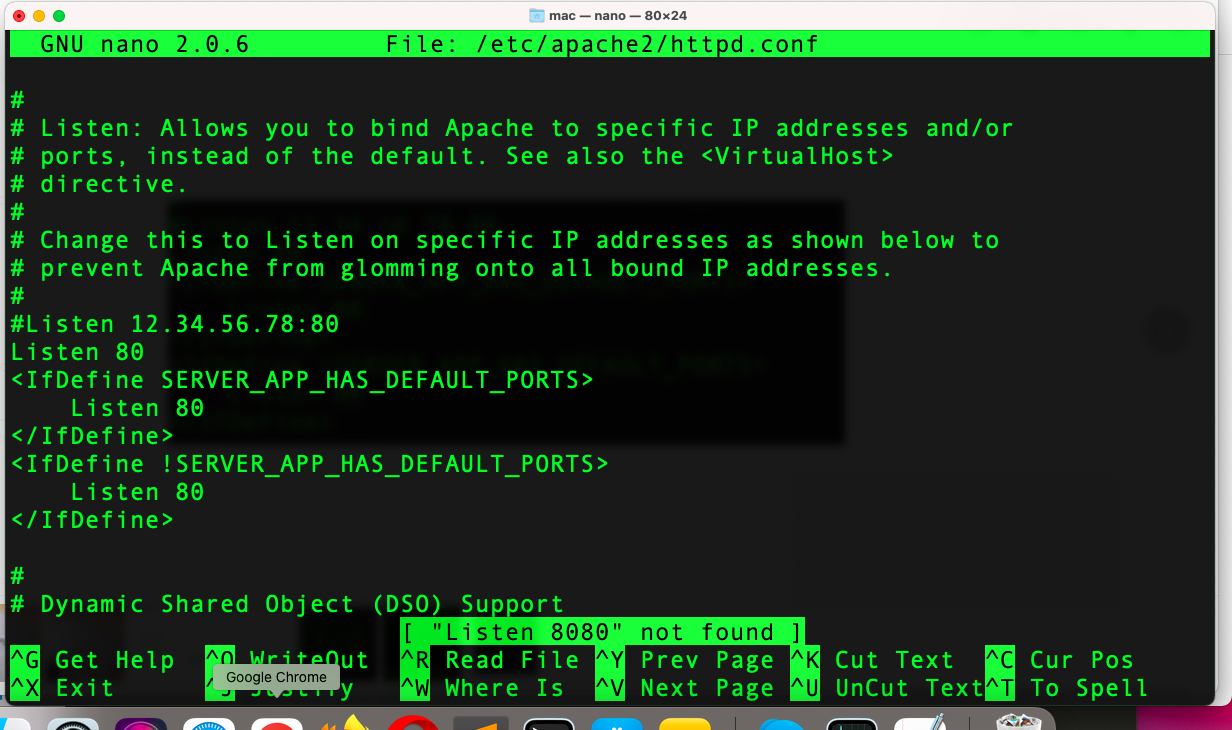 mac — nano — 80×24
GNU nano 2.0.6 File: /etc/apache2/httpd.conf
#
# Listen: Allows you to bind Apache to specific IP addresses and/or
# ports, instead of the default. See also the <VirtualHost>
# directive.
#
# Change this to Listen on specific IP addresses as shown below to
# prevent Apache from glomming onto all bound IP addresses.
#
#Listen 12.34.56.78:80
Listen 80
<IfDefine SERVER_APP_HAS_DEFAULT_PORTS>
    Listen 80
</IfDefine>
<IfDefine !SERVER_APP_HAS_DEFAULT_PORTS>
    Listen 80
</IfDefine>
#
# Dynamic Shared Object (DSO) Support
[ "Listen 8080" not found ]
^G Get Help ^O WriteOut ^R Read File ^Y Prev Page ^K Cut Text ^C Cur Pos
^X Exit ^J Justify ^W Where Is ^V Next Page ^U UnCut Text ^T To Spell
Google Chrome